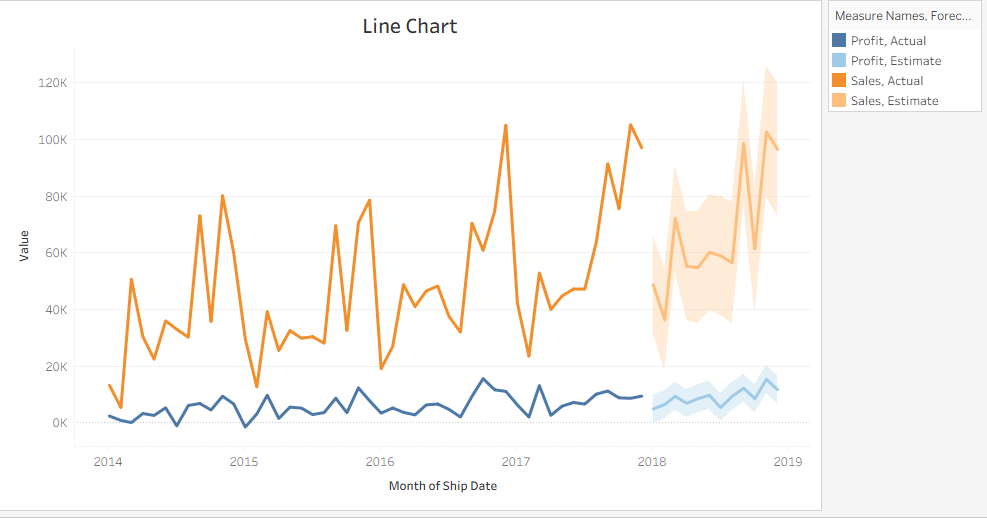 Line Chart
Measure Names, Forec...
Profit, Actual
Profit, Estimate
Sales, Actual
Sales, Estimate
Value
120K
100K
80K
60K
40K
20K
0K
2014 2015 2016 2017 2018 2019
Month of Ship Date